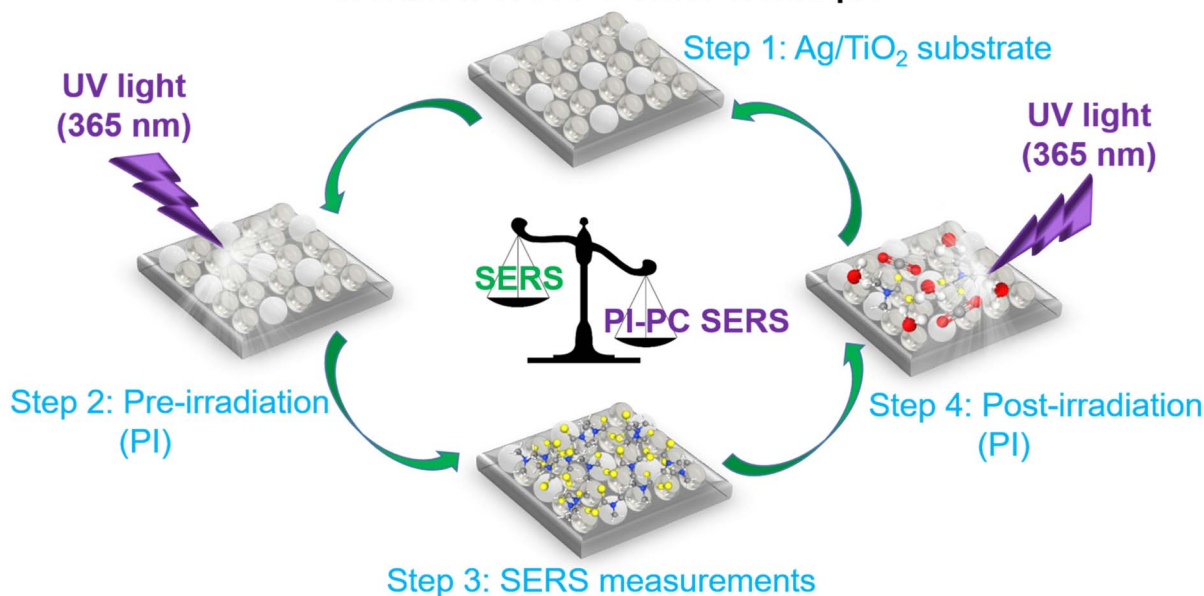 Step 1: Ag/TiO₂ substrate
UV light
(365 nm)
UV light
(365 nm)
SERS
PI-PC SERS
Step 2: Pre-irradiation
(PI)
Step 4: Post-irradiation
(PI)
Step 3: SERS measurements